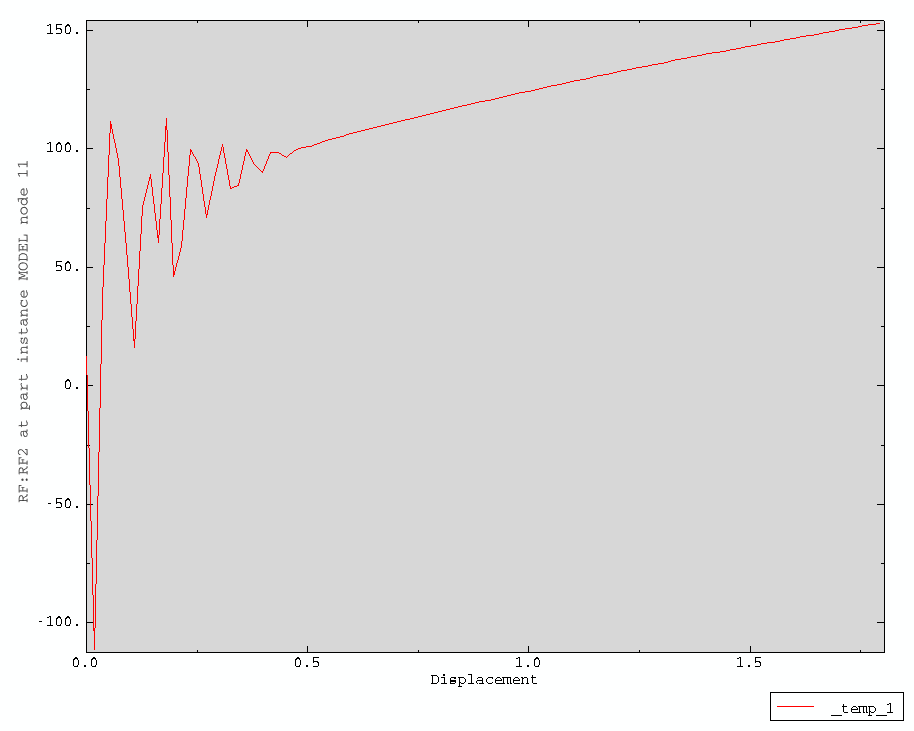 150.
100.
50.
0.
-50.
-100.
RF:RF2 at part instance MODEL node 11
0.0 0.5 1.0 1.5
Displacement
_temp_1